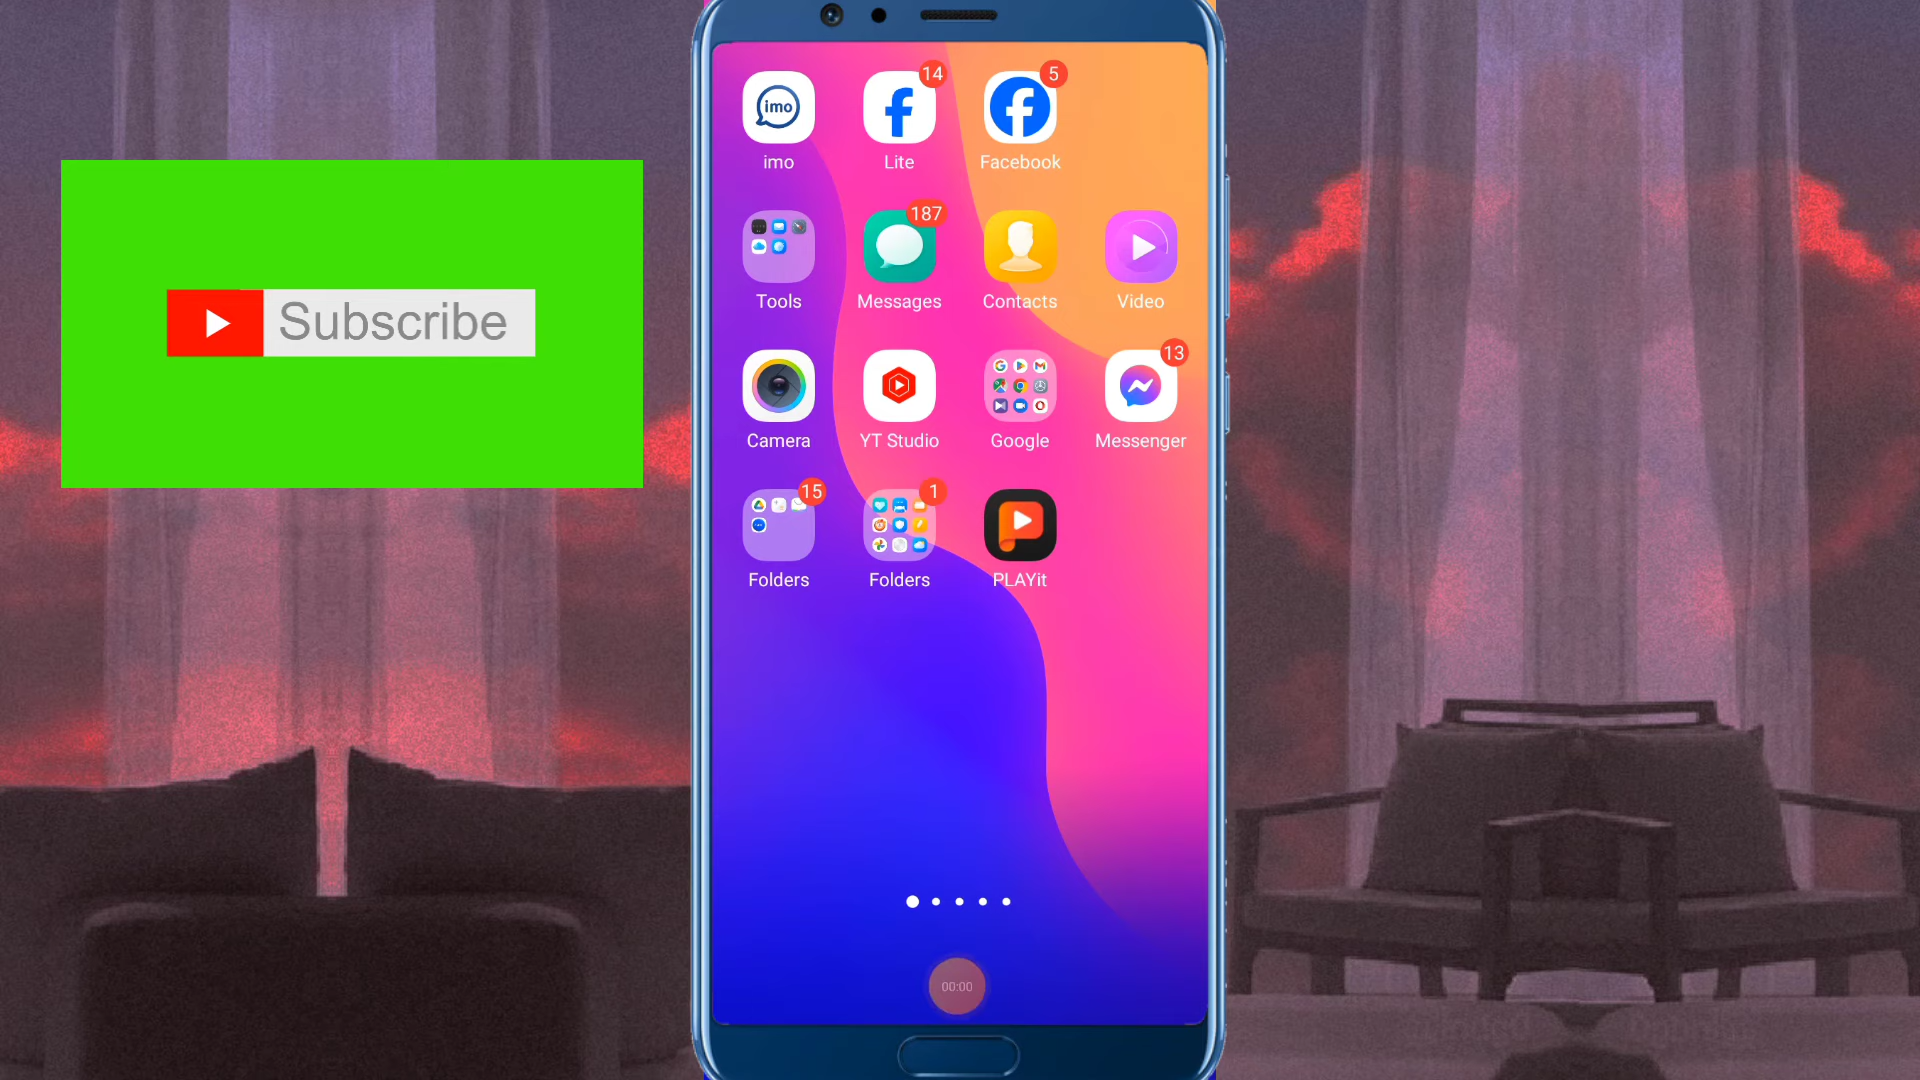 Subscribe
14
5
imo
imo
Lite
Facebook
187
Tools
Messages
Contacts
Video
13
Camera
YT Studio
Google
Messenger
15
1
Folders
Folders
PLAYit
00:00